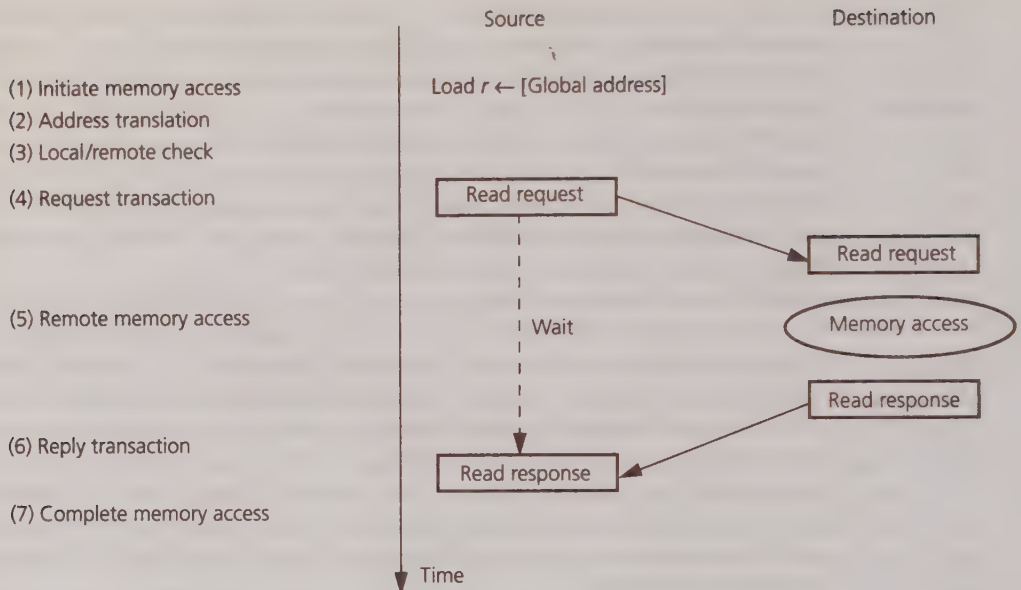 Source
Destination
(1) Initiate memory access
Load r ← [Global address]
(2) Address translation
(3) Local/remote check
(4) Request transaction
Read request
Read request
(5) Remote memory access
Wait
Memory access
Read response
(6) Reply transaction
Read response
(7) Complete memory access
Time